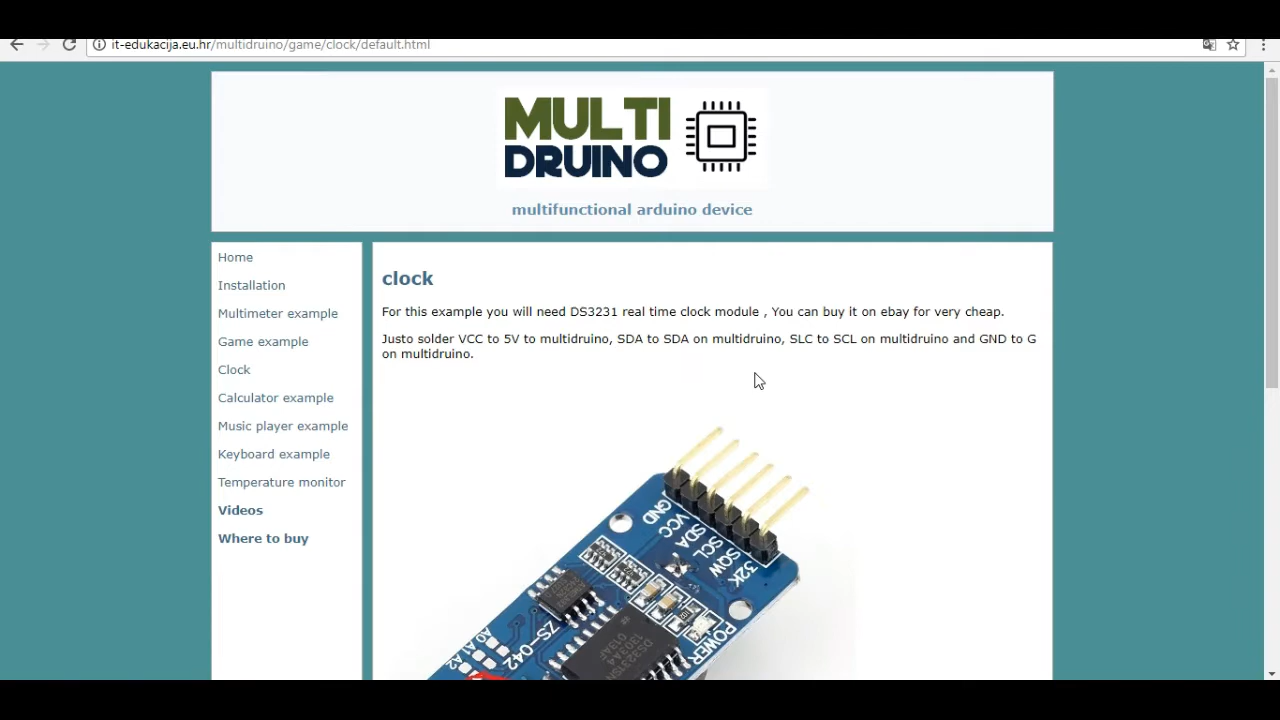 it-edukacija.eu.hr/multidruino/game/clock/default.html
MULTI
DRUINO
multifunctional arduino device
Home
Installation
Multimeter example
Game example
Clock
Calculator example
Music player example
Keyboard example
Temperature monitor
Videos
Where to buy
clock
For this example you will need DS3231 real time clock module , You can buy it on ebay for very cheap.
Justo solder VCC to 5V to multidruino, SDA to SDA on multidruino, SLC to SCL on multidruino and GND to G
on multidruino.
GND
VCC
SDA
SCL
SQW
32K
POWER
ZS-042
A0
A1
A2
DS3231SN